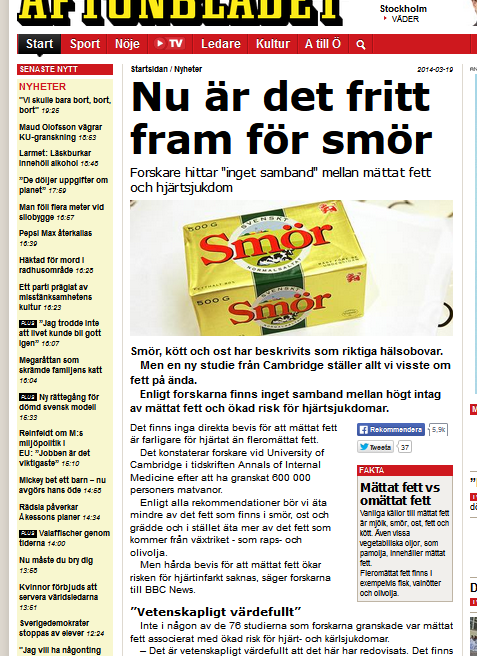 AFTONBLADET
Stockholm
VÄDER
Start Sport Nöje TV Ledare Kultur A till Ö
SENASTE NYTT
NYHETER
"Vi skulle bara bort, bort,
bort" 19:25
Maud Olofsson vägrar
KU-granskning 18:53
Larmet: Läskburkar
innehöll alkohol 18:48
"De döljer uppgifter om
planet" 17:59
Man föll flera meter vid
silobygge 16:57
Pepsi Max återkallas
16:39
Häktad för mord i
radhusområde 16:28
Ett parti präglat av
misstänksamhetens
kultur 16:23
PLUS "Jag trodde inte
att livet kunde bli gott
igen" 16:07
Megaråttan som
skrämde familjens katt
16:04
PLUS Ny rättegång för
dömd svensk modell
15:33
Reinfeldt om M:s
miljöpolitik i
EU: "Jobben är det
viktigaste" 15:10
Mickey bet ett barn – nu
avgörs hans öde 14:55
Rädsla påverkar
Åkessons planer 14:34
PLUS Valaffischer genom
tiderna 14:00
Nu måste du bry dig
13:58
Kvinnor förbjuds att
servera världsledarna
13:51
Sverigedemokrater
stoppas av elever 12:24
"Jag vill ha någonting
Startsidan / Nyheter
2014-03-19
Nu är det fritt
fram för smör
Forskare hittar "inget samband" mellan mättat fett
och hjärtsjukdom
500 G
SVENSKT
Smör
NORMALSALTAT
500 G
SVENSKT
Smör
NORMALSALTAT
Smör, kött och ost har beskrivits som riktiga hälsobovar.
Men en ny studie från Cambridge ställer allt vi visste om
fett på ända.
Enligt forskarna finns inget samband mellan högt intag
av mättat fett och ökad risk för hjärtsjukdomar.
Det finns inga direkta bevis för att mättat fett
är farligare för hjärtat än fleromättat fett.
Det konstaterar forskare vid University of
Cambridge i tidskriften Annals of Internal
Medicine efter att ha granskat 600 000
personers matvanor.
Enligt alla rekommendationer bör vi äta
mindre av det fett som finns i smör, ost och
grädde och i stället äta mer av det fett som
kommer från växtriket - som raps- och
olivolja.
Men hårda bevis för att mättat fett ökar
risken för hjärtinfarkt saknas, säger forskarna
till BBC News.
Rekommendera 5,9k
Tweeta 37
FAKTA
Mättat fett vs
omättat fett
Vanliga källor till mättat fett
är mjölk, smör, ost, fett och
kött. Även vissa
vegetabiliska oljor, som
pamolja, innehåller mättat
fett.
Fleromättat fett finns i
exempelvis fisk, valnötter
och olivolja.
"Vetenskapligt värdefullt"
Inte i någon av de 76 studierna som forskarna granskade var mättat
fett associerat med ökad risk för hjärt- och kärlsjukdomar.
– Det är vetenskapligt värdefullt att det här har redovisats. Det finns